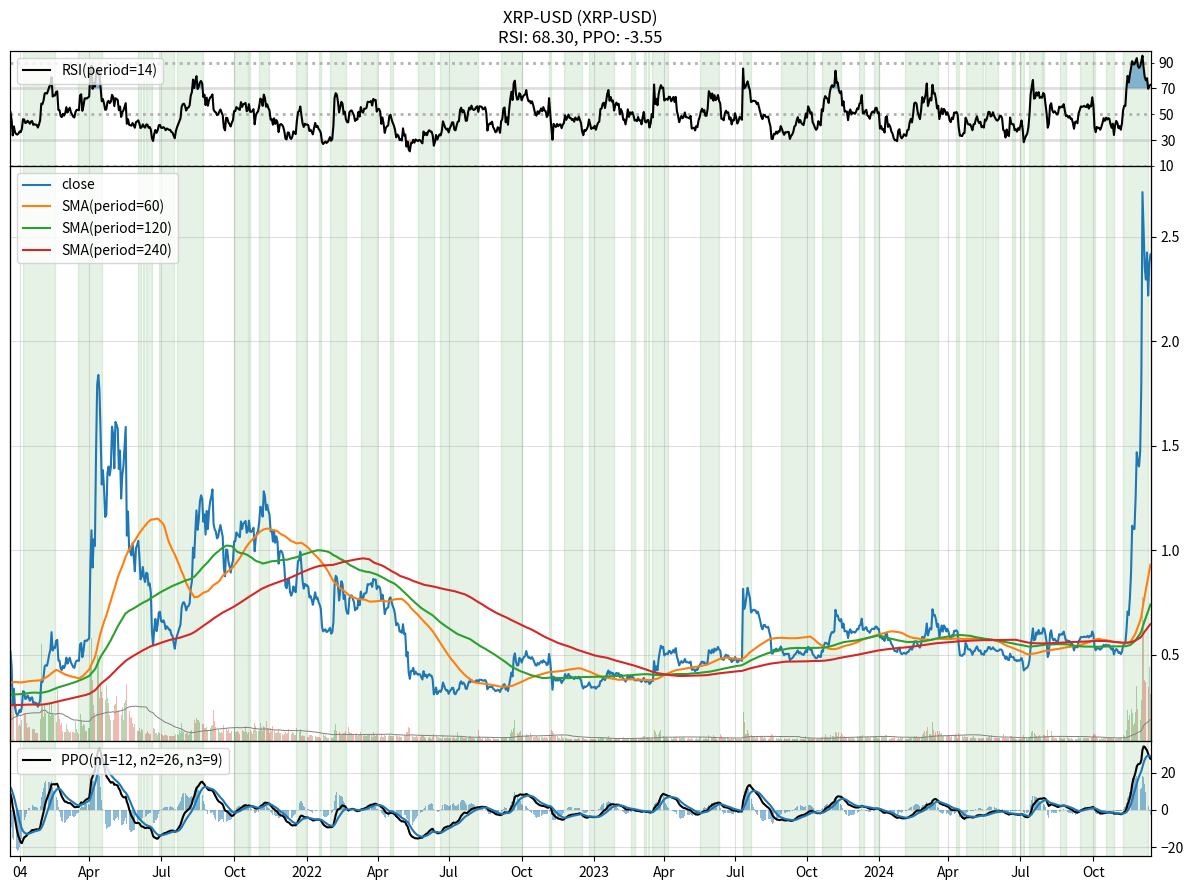 XRP-USD (XRP-USD)
RSI: 68.30, PPO: -3.55
RSI(period=14)
90
70
50
30
10
close
SMA(period=60)
SMA(period=120)
SMA(period=240)
2.5
2.0
1.5
1.0
0.5
PPO(n1=12, n2=26, n3=9)
20
0
−20
04 Apr Jul Oct 2022 Apr Jul Oct 2023 Apr Jul Oct 2024 Apr Jul Oct